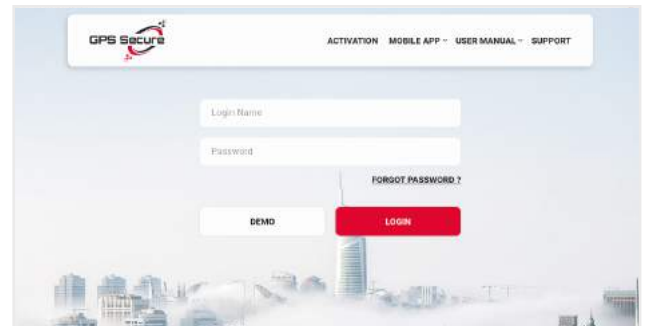 GPS Secure
ACTIVATION MOBILE APP USER MANUAL SUPPORT
Login Name
Password
FORGOT PASSWORD ?
DEMO LOGIN